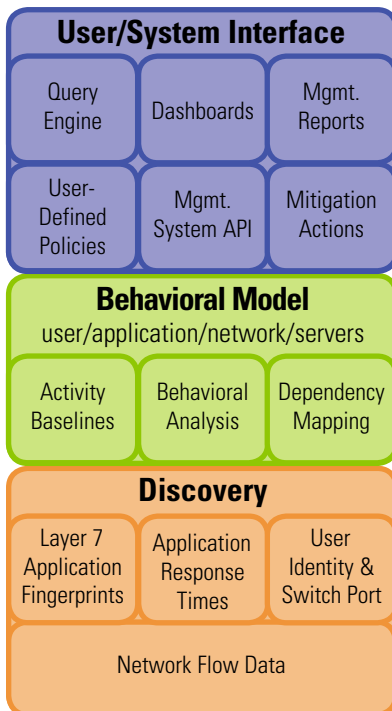 User/System Interface
Query
Engine
Dashboards
Mgmt.
Reports
User-
Defined
Policies
Mgmt.
System API
Mitigation
Actions
Behavioral Model
user/application/network/servers
Activity
Baselines
Behavioral
Analysis
Dependency
Mapping
Discovery
Layer 7
Application
Fingerprints
Application
Response
Times
User
Identity &
Switch Port
Network Flow Data